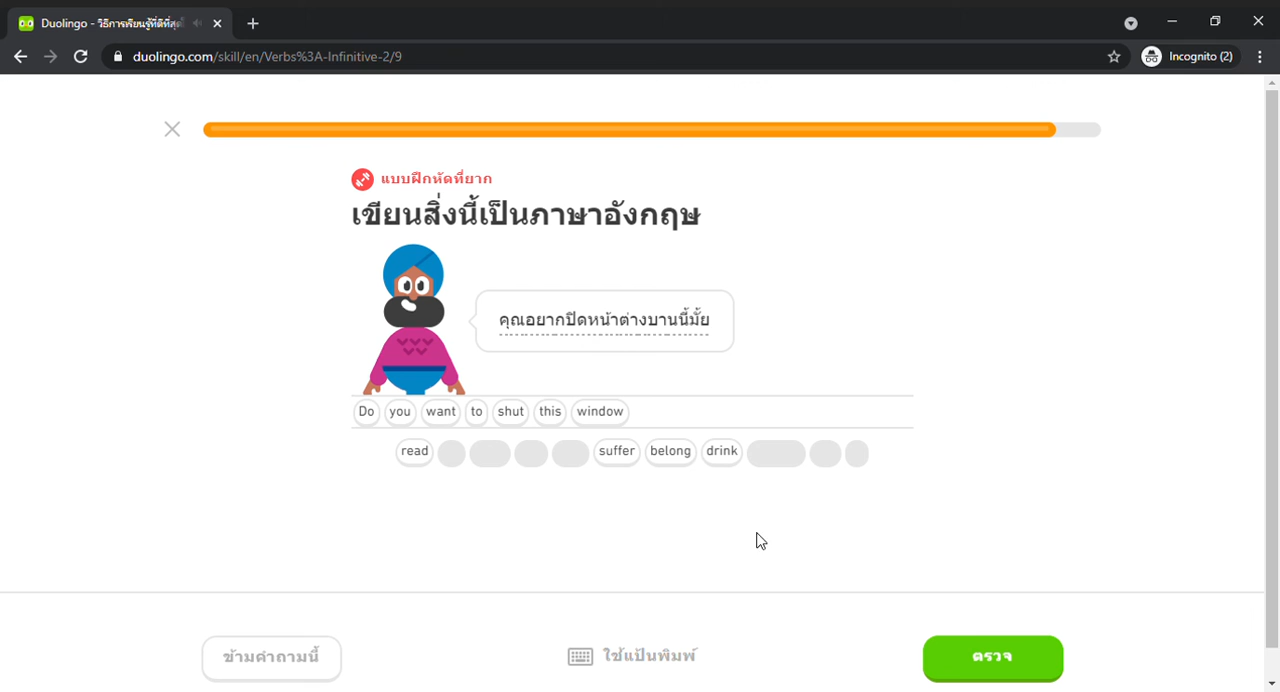 Duolingo - วิธีการเรียนรู้ที่ดีที่สุด
duolingo.com/skill/en/Verbs%3A-Infinitive-2/9
Incognito (2)
แบบฝึกหัดที่ยาก
เขียนสิ่งนี้เป็นภาษาอังกฤษ
คุณอยากปิดหน้าต่างบานนี้มั้ย
Do you want to shut this window
read suffer belong drink
ข้ามคำถามนี้
ใช้แป้นพิมพ์
ตรวจ